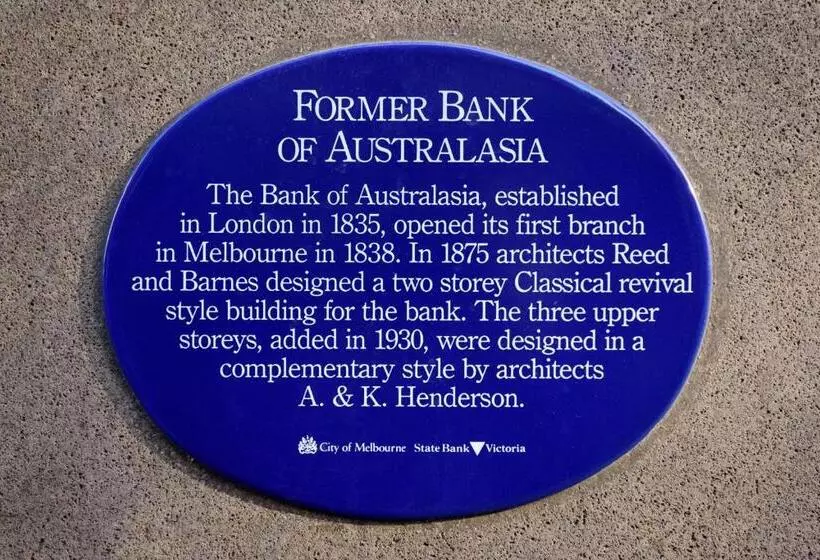 FORMER BANK
OF AUSTRALASIA
The Bank of Australasia, established
in London in 1835, opened its first branch
in Melbourne in 1838. In 1875 architects Reed
and Barnes designed a two storey Classical revival
style building for the bank. The three upper
storeys, added in 1930, were designed in a
complementary style by architects
A. & K. Henderson.
City of Melbourne State Bank Victoria